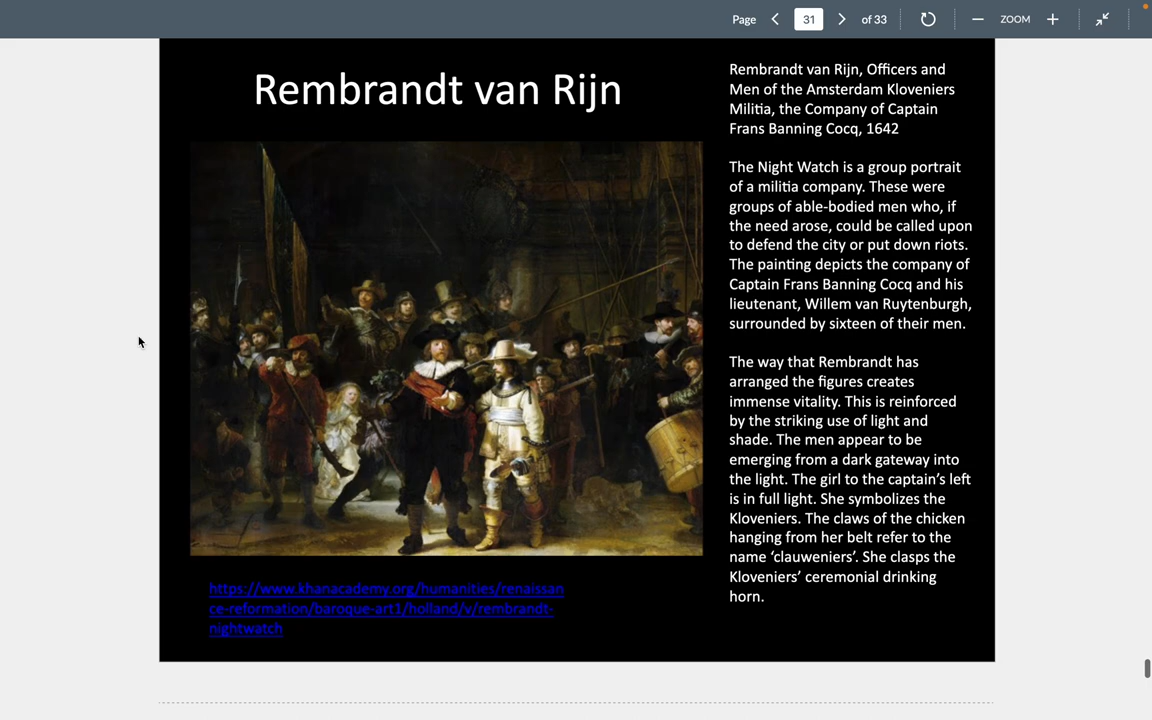 Page 31 of 33 ZOOM
Rembrandt van Rijn
Rembrandt van Rijn, Officers and
Men of the Amsterdam Kloveniers
Militia, the Company of Captain
Frans Banning Cocq, 1642
The Night Watch is a group portrait
of a militia company. These were
groups of able-bodied men who, if
the need arose, could be called upon
to defend the city or put down riots.
The painting depicts the company of
Captain Frans Banning Cocq and his
lieutenant, Willem van Ruytenburgh,
surrounded by sixteen of their men.
The way that Rembrandt has
arranged the figures creates
immense vitality. This is reinforced
by the striking use of light and
shade. The men appear to be
emerging from a dark gateway into
the light. The girl to the captain’s left
is in full light. She symbolizes the
Kloveniers. The claws of the chicken
hanging from her belt refer to the
name ‘clauweniers’. She clasps the
Kloveniers’ ceremonial drinking
horn.
https://www.khanacademy.org/humanities/renaissan
ce-reformation/baroque-art1/holland/v/rembrandt-
nightwatch